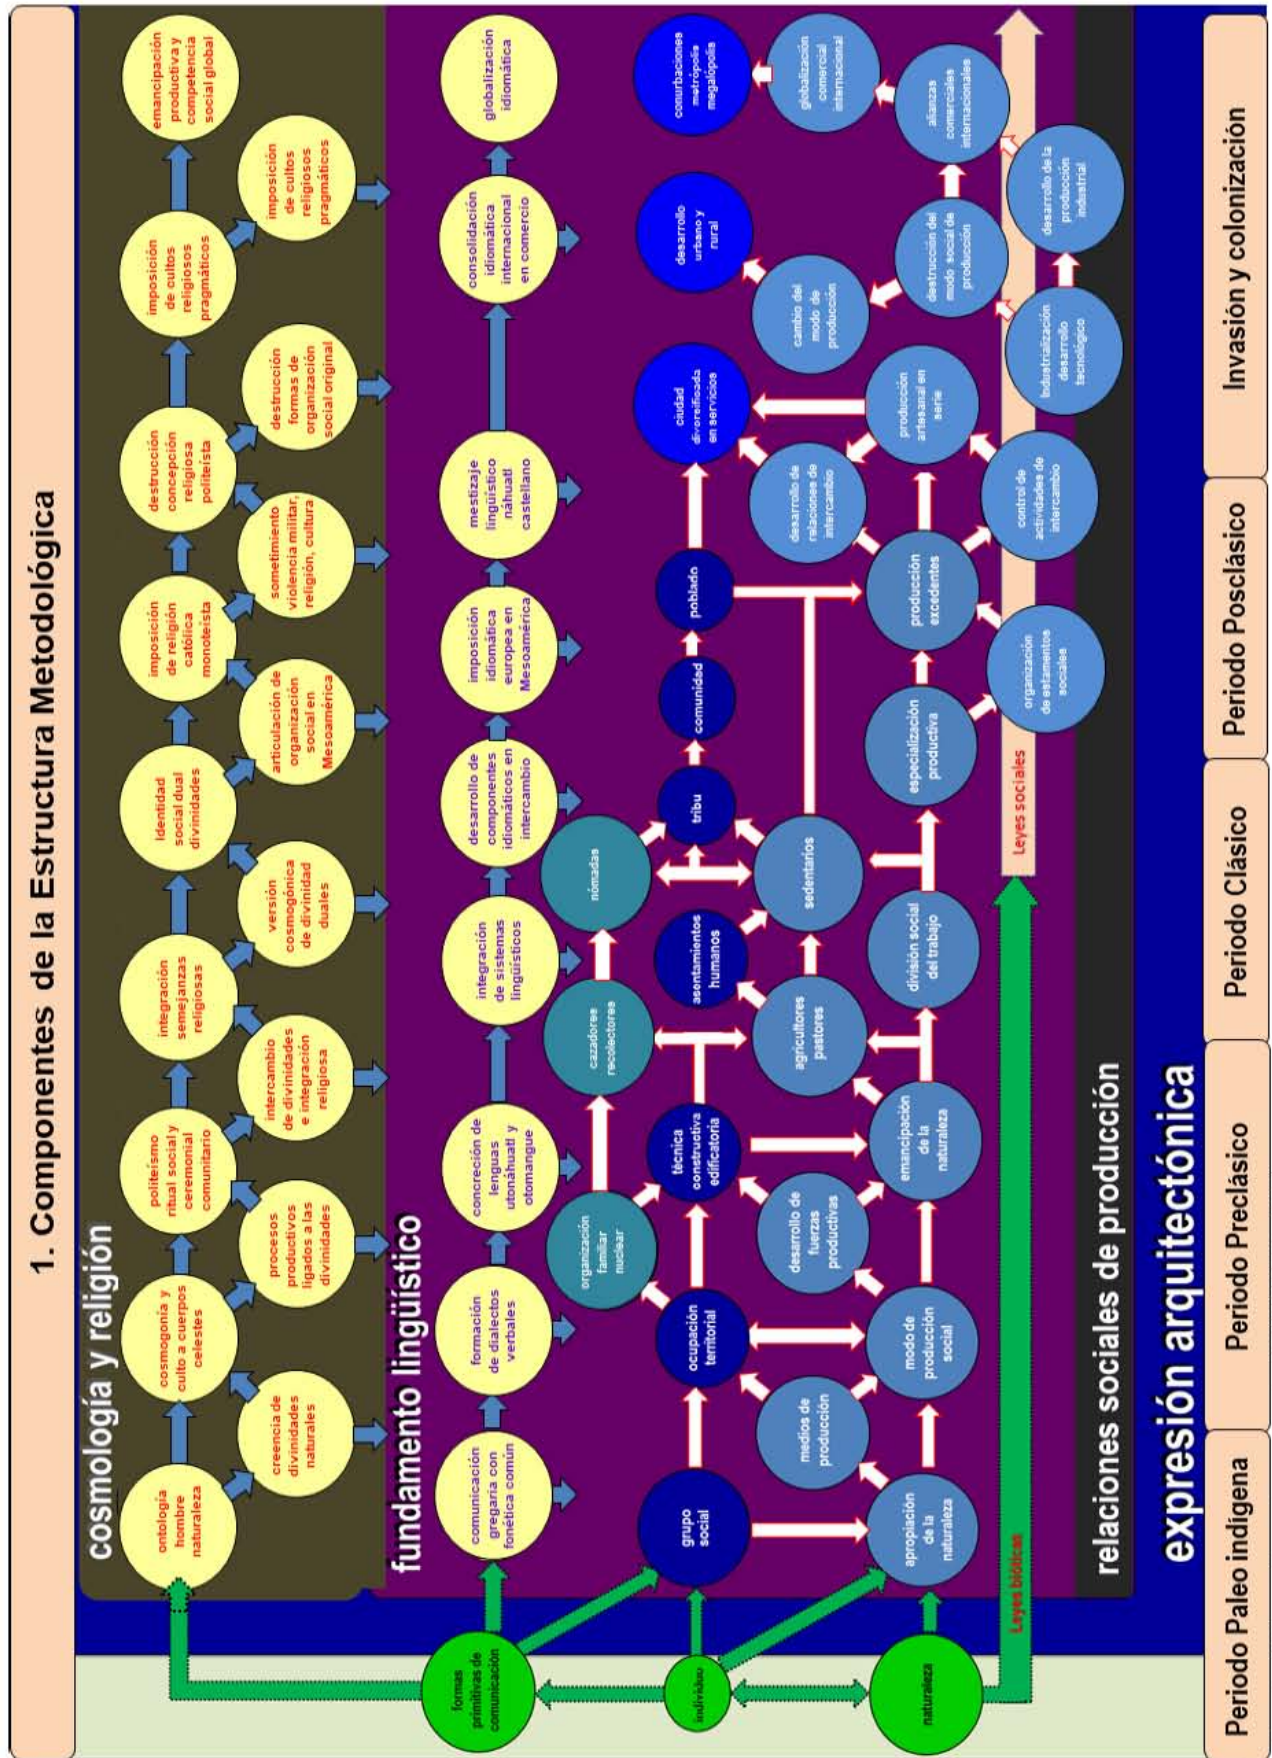 1. Componentes de la Estructura Metodológica
cosmología y religión
ontología
hombre
naturaleza
cosmogonía y
culto a cuerpos
celestes
politeísmo
ritual social y
ceremonial
comunitario
integración
semejanzas
religiosas
Identidad
social dual
divinidades
imposición
de religión
católica
monoteísta
destrucción
concepción
religiosa
politeísta
imposición
de cultos
religiosos
pragmáticos
emancipación
productiva y
competencia
social global
creencia de
divinidades
naturales
procesos
productivos
ligados a las
divinidades
intercambio
de divinidades
e integración
religiosa
versión
cosmogónica
de divinidad
duales
articulación de
organización
social en
Mesoamérica
sometimiento
violencia militar,
religión, cultura
destrucción
formas de
organización
social original
imposición
de cultos
religiosos
pragmáticos
fundamento lingüístico
formas
primitivas de
comunicación
comunicación
gregaria con
fonética común
formación
de dialectos
verbales
concreción de
lenguas
utonáhuatl y
otomangue
integración
de sistemas
lingüísticos
desarrollo de
componentes
idiomáticos en
intercambio
imposición
idiomática
europea en
Mesoamérica
mestizaje
lingüístico
náhuatl
castellano
consolidación
idiomática
internacional
en comercio
globalización
idiomática
organización
familiar
nuclear
cazadores
recolectores
nómadas
individuo
grupo
social
ocupación
territorial
técnica
constructiva
edificatoria
asentamientos
humanos
tribu
comunidad
poblado
ciudad
diversificada
en servicios
desarrollo
urbano y
rural
conurbaciones
metrópolis
megalópolis
medios de
producción
desarrollo de
fuerzas
productivas
agricultores
pastores
sedentarios
desarrollo de
relaciones de
intercambio
cambio del
modo de
producción
globalización
comercial
internacional
naturaleza
apropiación
de la
naturaleza
modo de
producción
social
emancipación
de la
naturaleza
división social
del trabajo
especialización
productiva
producción
excedentes
producción
artesanal en
serie
destrucción del
modo social de
producción
alianzas
comerciales
internacionales
organización
de estamentos
sociales
control de
actividades de
intercambio
Industrialización
desarrollo
tecnológico
desarrollo de la
producción
industrial
Leyes bióticas
Leyes sociales
relaciones sociales de producción
expresión arquitectónica
Periodo Paleo indigena
Periodo Preclásico
Periodo Clásico
Periodo Posclásico
Invasión y colonización